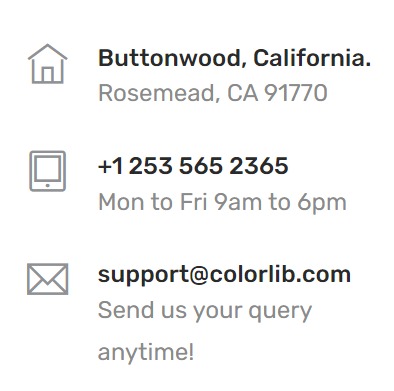 Buttonwood, California.
Rosemead, CA 91770
+1 253 565 2365
Mon to Fri 9am to 6pm
support@colorlib.com
Send us your query
anytime!